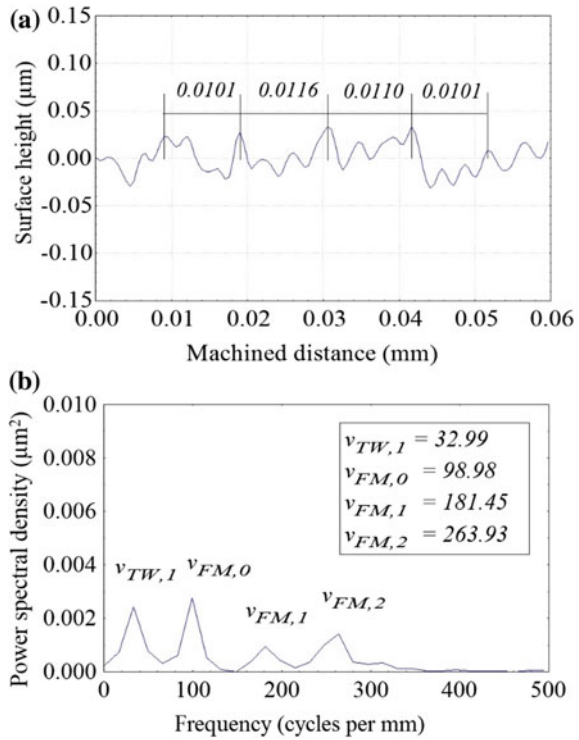 (a)
0.15
0.10
0.05
0.00
-0.05
-0.10
-0.15
Surface height (μm)
0.0101 0.0116 0.0110 0.0101
0.00 0.01 0.02 0.03 0.04 0.05 0.06
Machined distance (mm)
(b)
0.010
0.008
0.006
0.004
0.002
0.000
Power spectral density (μm²)
v_TW,1 = 32.99
v_FM,0 = 98.98
v_FM,1 = 181.45
v_FM,2 = 263.93
v_TW,1 v_FM,0
v_FM,1 v_FM,2
0 100 200 300 400 500
Frequency (cycles per mm)